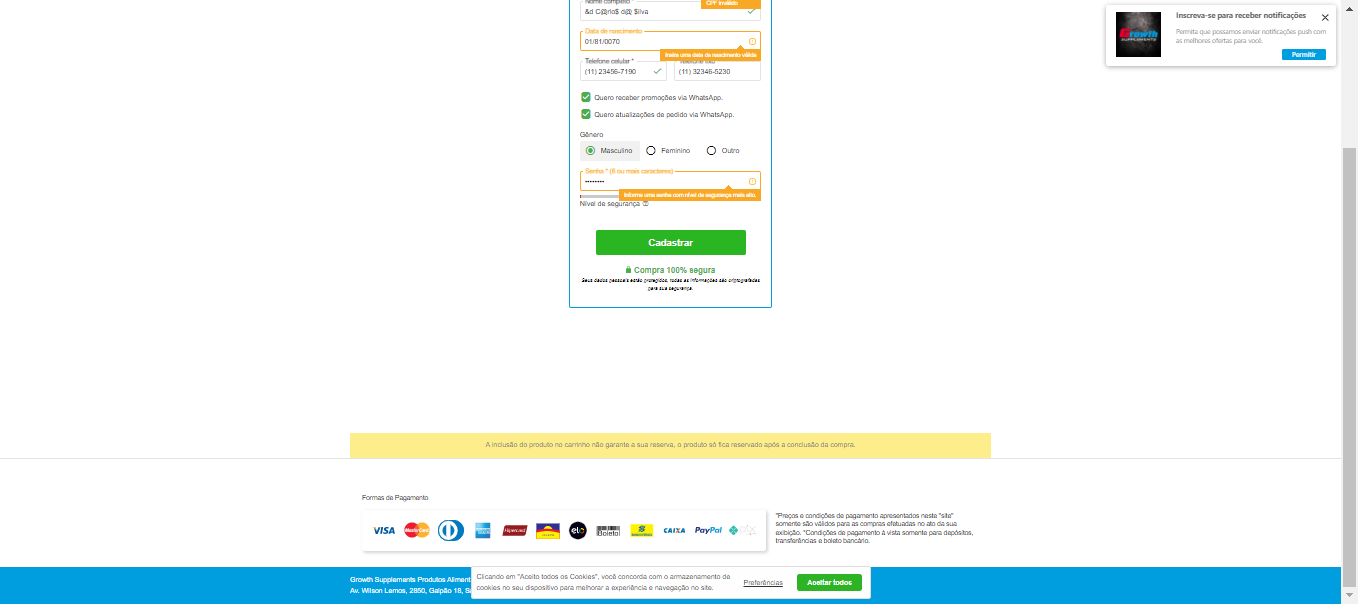 Nome completo *
CPF inválido
&d C@rlo$ d@ $ilva
Data de nascimento
01/81/0070
Insira uma data de nascimento válida
Telefone celular *
Telefone fixo
(11) 23456-7190
(11) 32346-5230
Quero receber promoções via WhatsApp.
Quero atualizações de pedido via WhatsApp.
Gênero
Masculino
Feminino
Outro
Senha * (6 ou mais caracteres)
••••••••
Informe uma senha com nível de segurança mais alto.
Nível de segurança
Cadastrar
Compra 100% segura
Seus dados pessoais estão protegidos, todas as informações são criptografadas
para sua segurança.
Inscreva-se para receber notificações
Permita que possamos enviar notificações push com
as melhores ofertas para você.
Permitir
Growth
SUPPLEMENTS
A inclusão do produto no carrinho não garante a sua reserva, o produto só fica reservado após a conclusão da compra.
Formas de Pagamento
VISA
MasterCard
Hipercard
elo
Boleto
CAIXA
PayPal
"Preços e condições de pagamento apresentados neste "site"
somente são válidos para as compras efetuadas no ato da sua
exibição. "Condições de pagamento à vista somente para depósitos,
transferências e boleto bancário.
Growth Supplements Produtos Aliment
Av. Wilson Lemos, 2850, Galpão 18, S
Clicando em "Aceito todos os Cookies", você concorda com o armazenamento de
cookies no seu dispositivo para melhorar a experiência e navegação no site.
Preferências
Aceitar todos